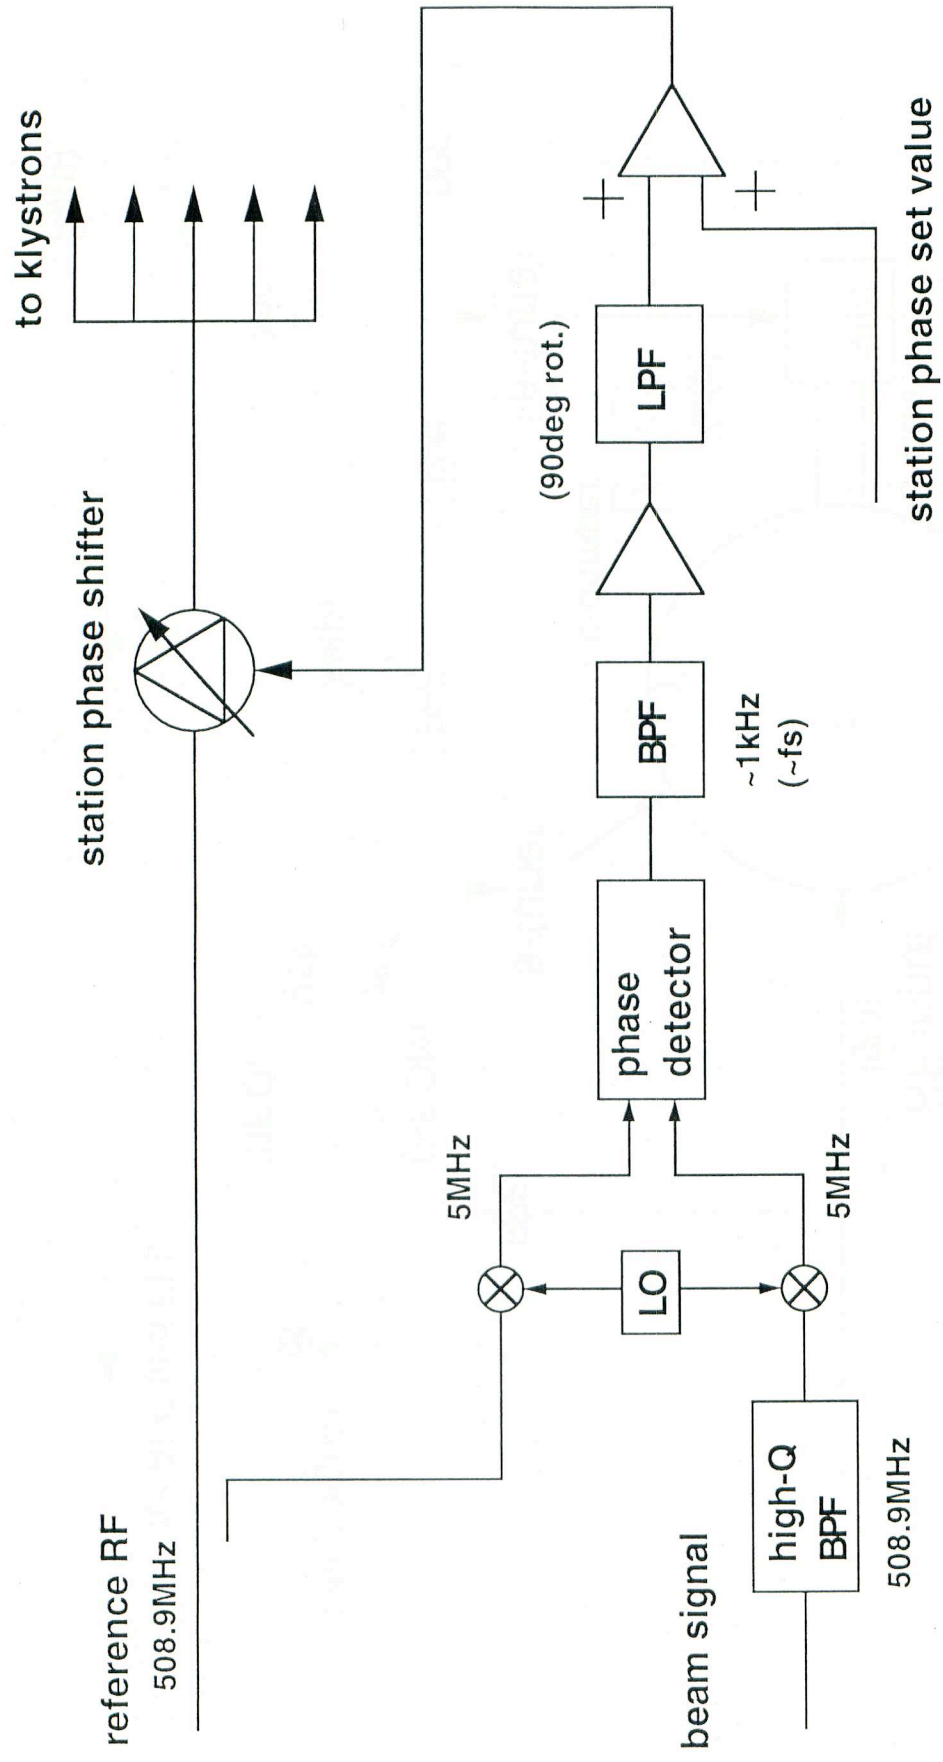 to klystrons
station phase shifter
reference RF
508.9MHz
5MHz
LO
5MHz
phase
detector
BPF
~1kHz
(~fs)
(90deg rot.)
LPF
+
+
station phase set value
beam signal
high-Q
BPF
508.9MHz